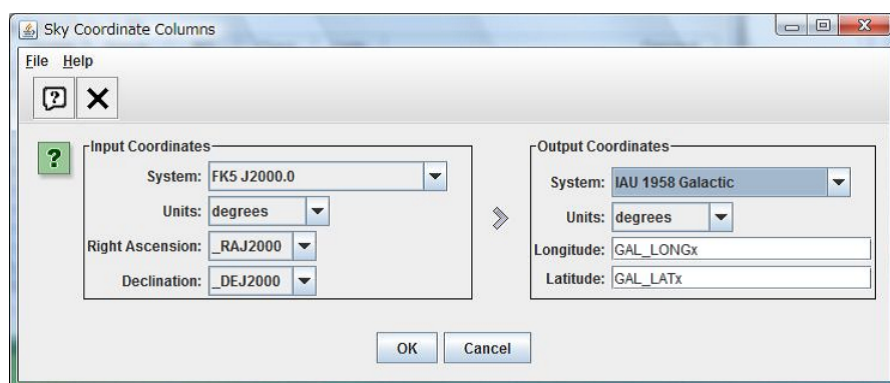 Sky Coordinate Columns
File Help
Input Coordinates
System: FK5 J2000.0
Units: degrees
Right Ascension: _RAJ2000
Declination: _DEJ2000
Output Coordinates
System: IAU 1958 Galactic
Units: degrees
Longitude: GAL_LONGx
Latitude: GAL_LATx
OK Cancel